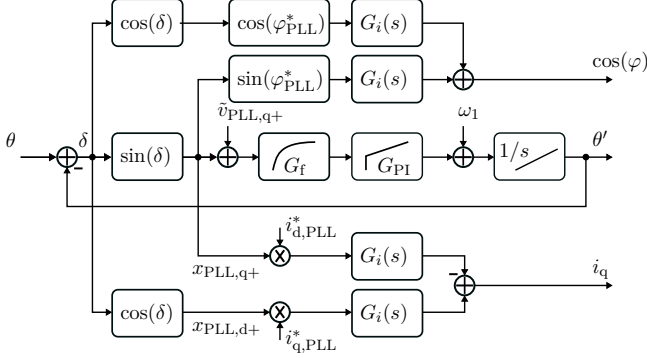 cos(δ) cos(φ*PLL) Gi(s)
cos(φ)
sin(φ*PLL) Gi(s)
ṽPLL,q+ ω1
θ δ sin(δ) Gf GPI 1/s θ′
i*d,PLL
xPLL,q+ Gi(s)
iq
cos(δ) xPLL,d+ Gi(s)
i*q,PLL